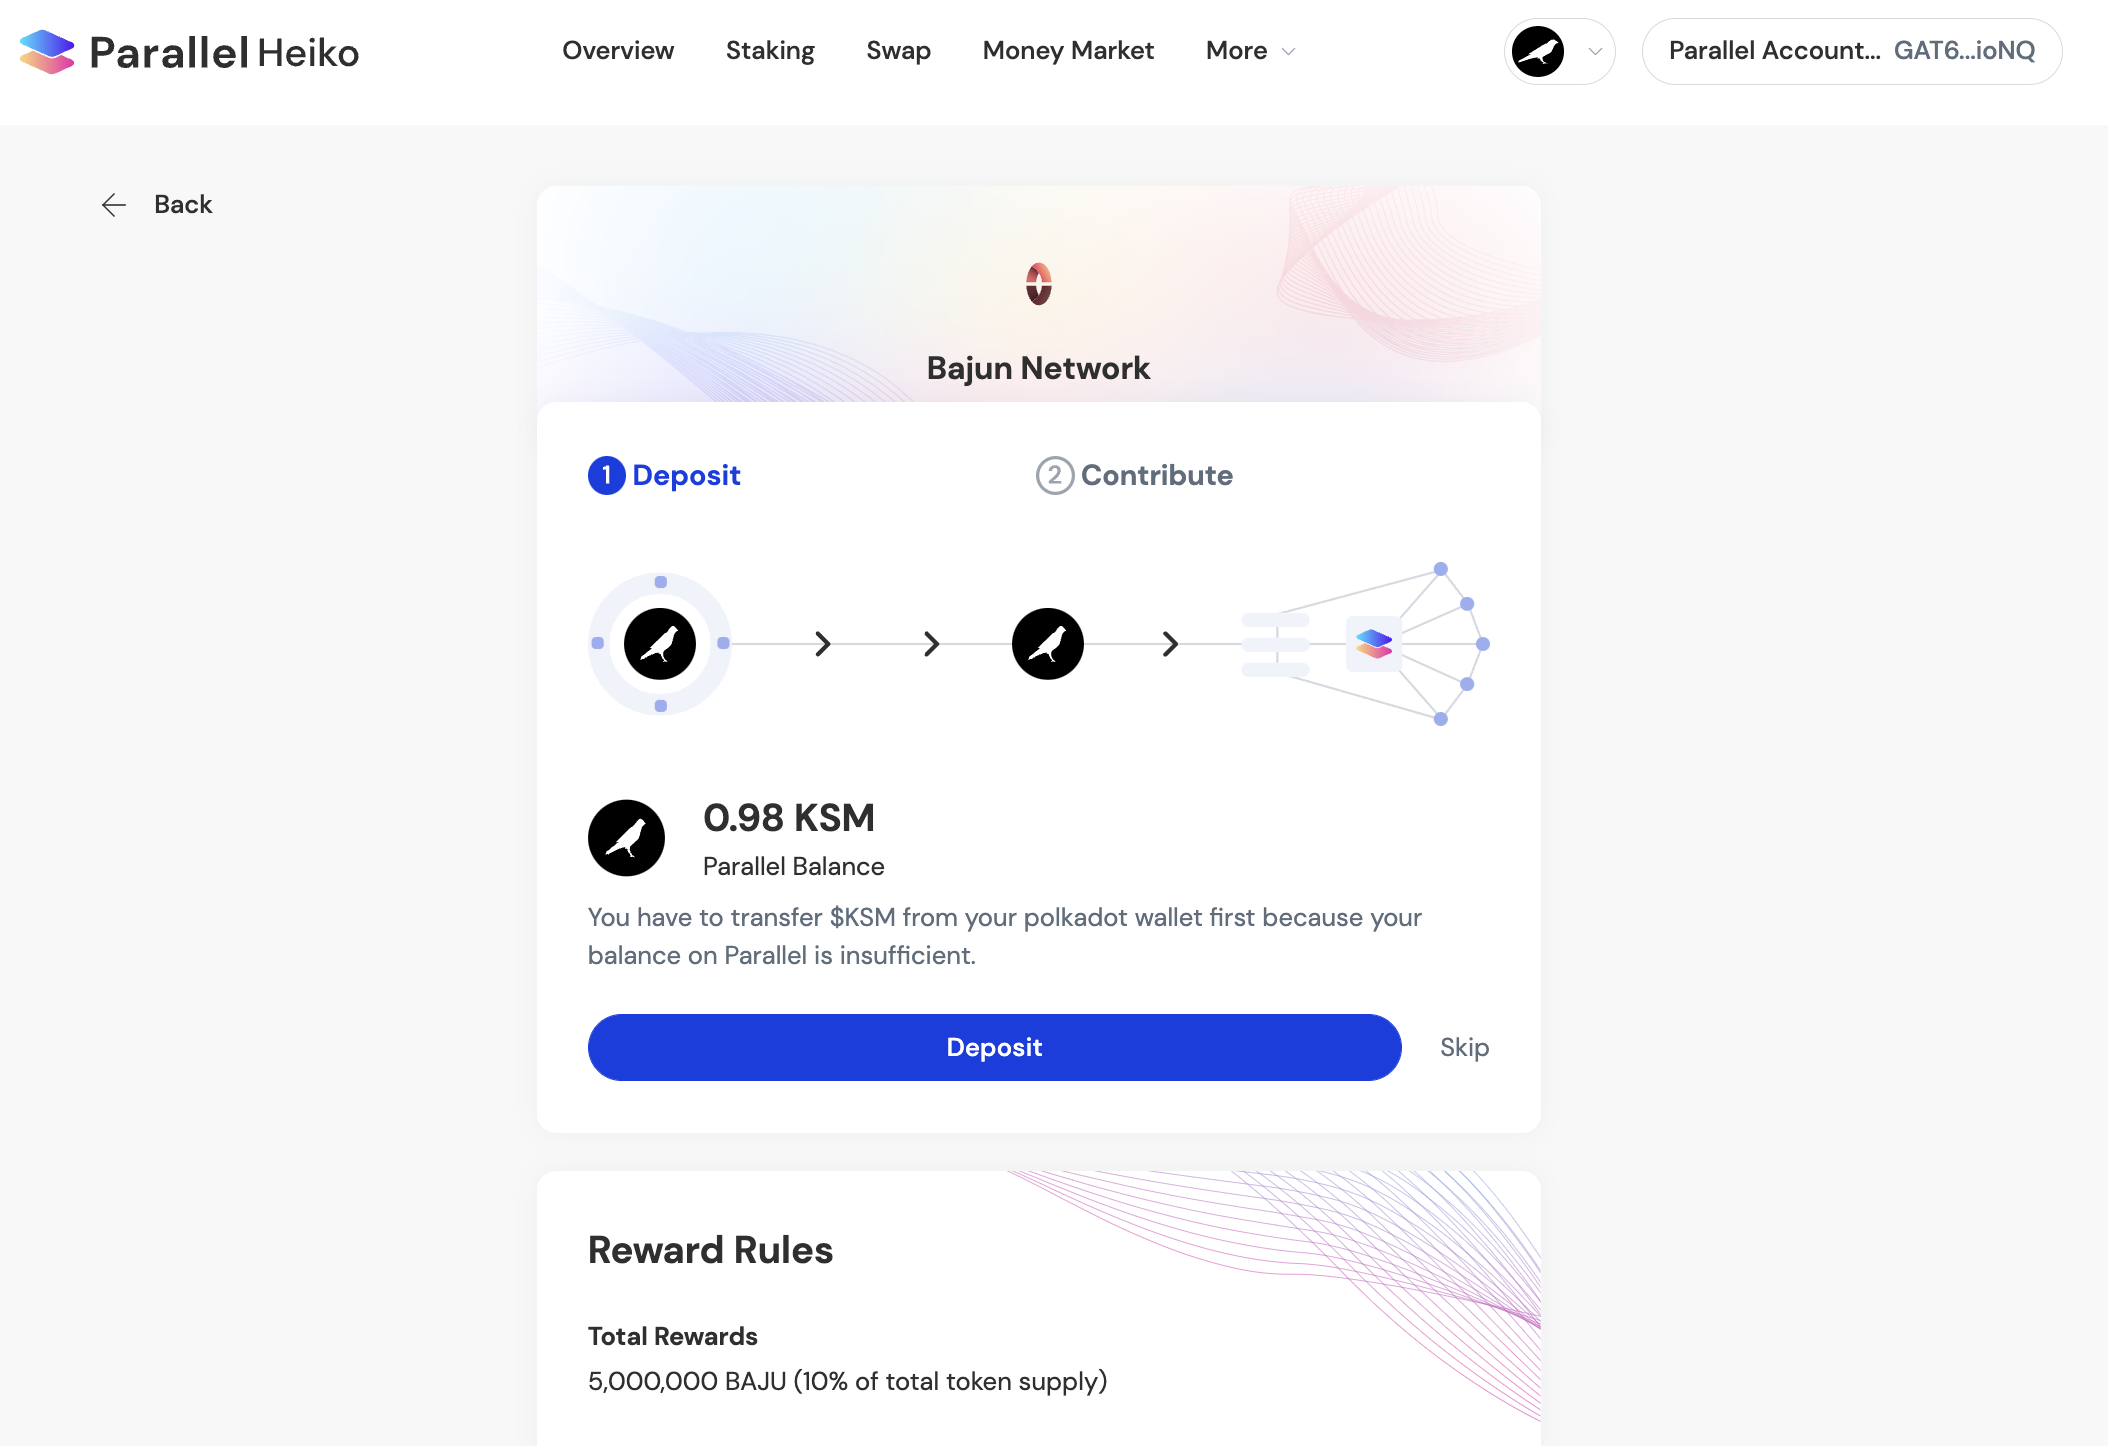 Parallel Heiko
Overview
Staking
Swap
Money Market
More
Parallel Account... GAT6...ioNQ
Back
Bajun Network
1 Deposit
2 Contribute
0.98 KSM
Parallel Balance
You have to transfer $KSM from your polkadot wallet first because your
balance on Parallel is insufficient.
Deposit
Skip
Reward Rules
Total Rewards
5,000,000 BAJU (10% of total token supply)